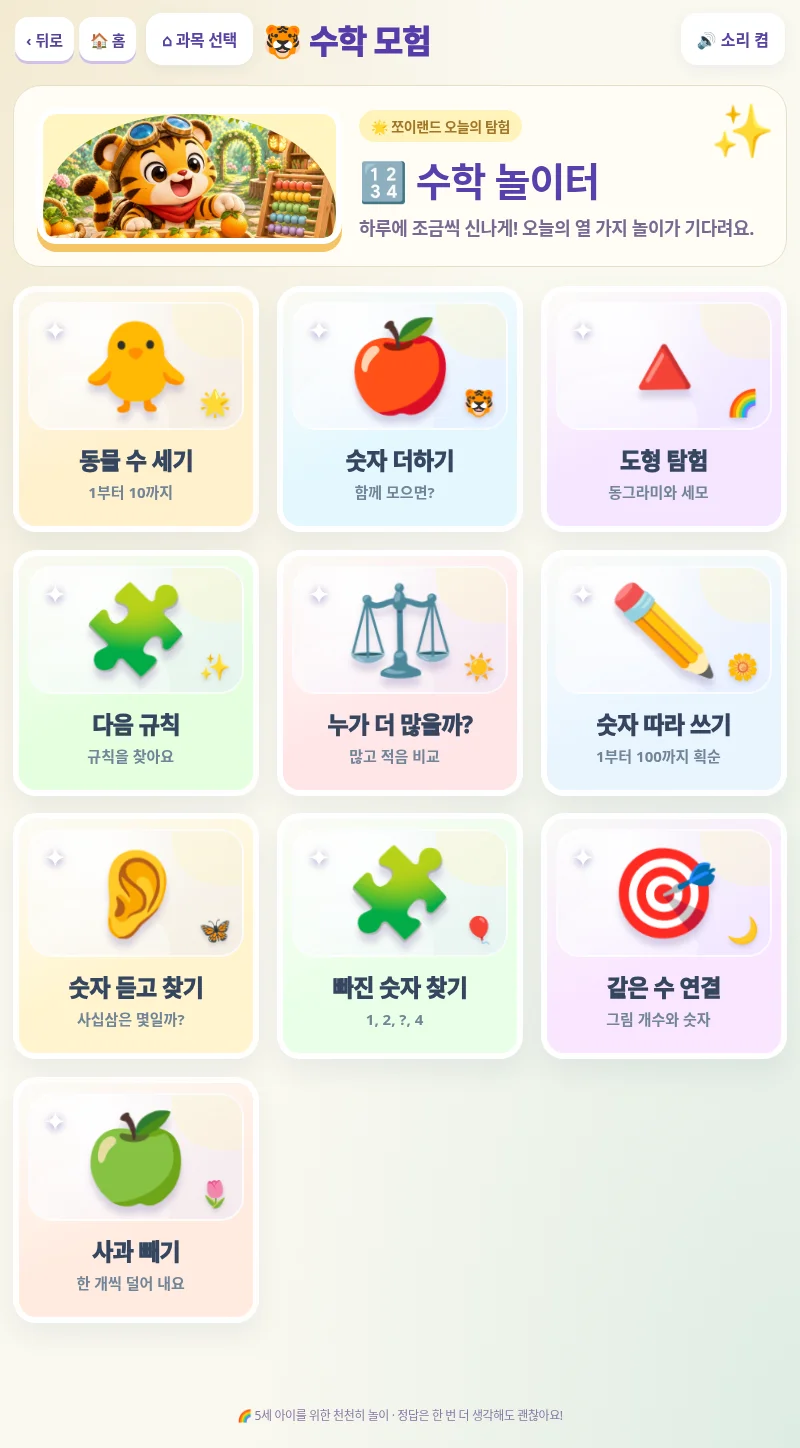 ‹ 뒤로
홈
⌂ 과목 선택
수학 모험
소리 켬
쪼이랜드 오늘의 탐험
1 2 3 4 수학 놀이터
하루에 조금씩 신나게! 오늘의 열 가지 놀이가 기다려요.
동물 수 세기
1부터 10까지
숫자 더하기
함께 모으면?
도형 탐험
동그라미와 세모
다음 규칙
규칙을 찾아요
누가 더 많을까?
많고 적음 비교
숫자 따라 쓰기
1부터 100까지 획순
숫자 듣고 찾기
사십삼은 몇일까?
빠진 숫자 찾기
1, 2, ?, 4
같은 수 연결
그림 개수와 숫자
사과 빼기
한 개씩 덜어 내요
5세 아이를 위한 천천히 놀이 · 정답은 한 번 더 생각해도 괜찮아요!